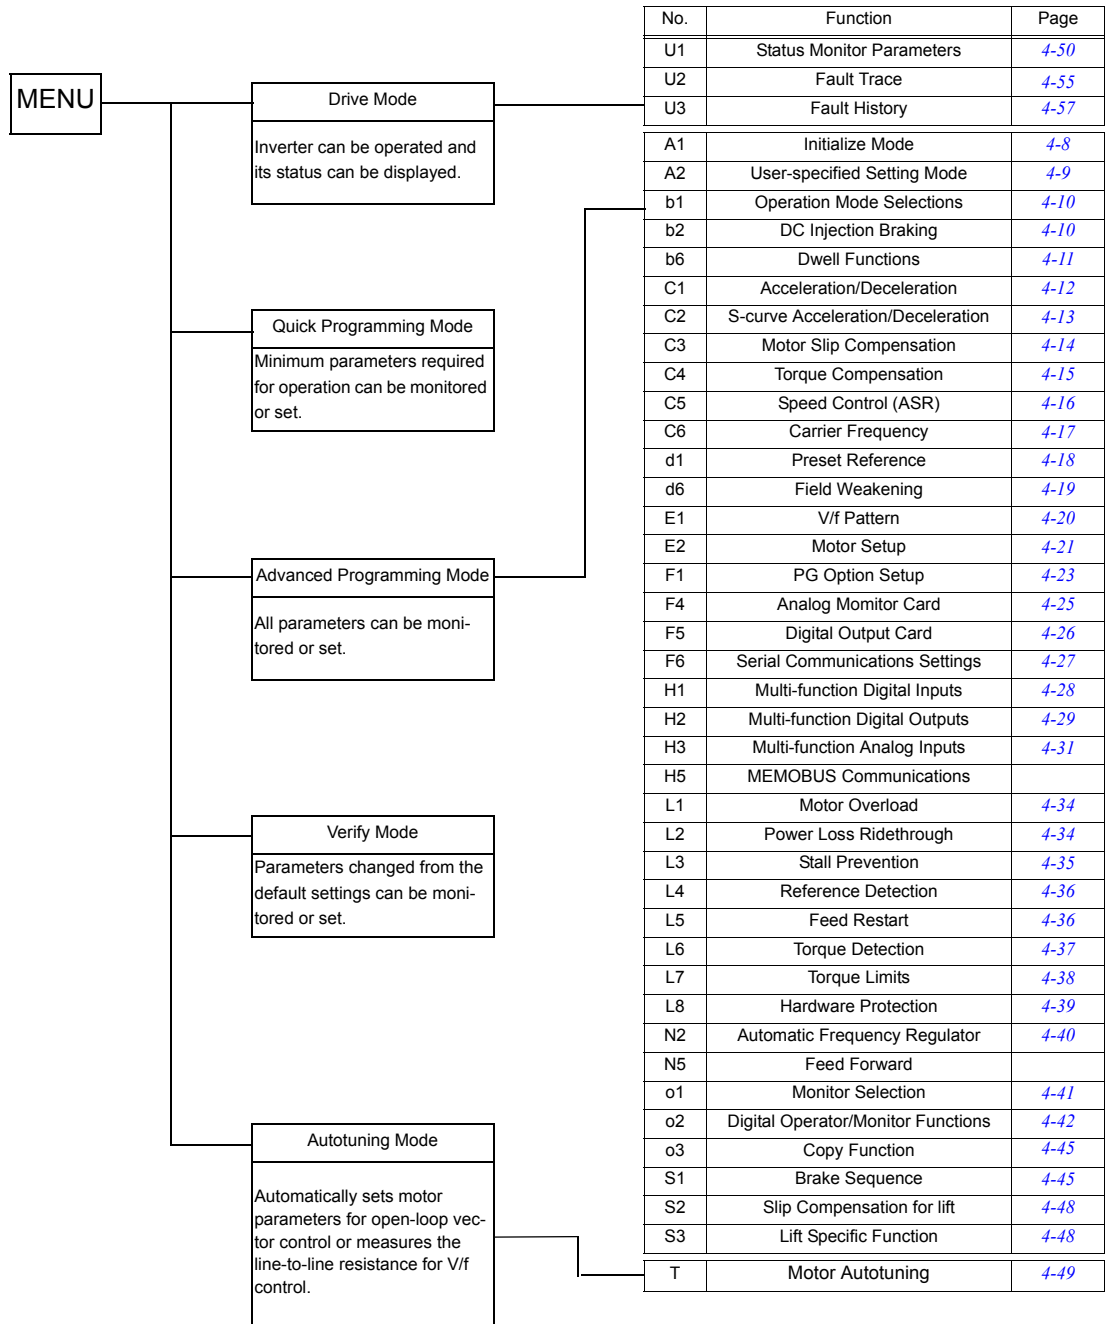 MENU
Drive Mode
Inverter can be operated and
its status can be displayed.
Quick Programming Mode
Minimum parameters required
for operation can be monitored
or set.
Advanced Programming Mode
All parameters can be moni-
tored or set.
Verify Mode
Parameters changed from the
default settings can be moni-
tored or set.
Autotuning Mode
Automatically sets motor
parameters for open-loop vec-
tor control or measures the
line-to-line resistance for V/f
control.
No. Function Page
U1 Status Monitor Parameters 4-50
U2 Fault Trace 4-55
U3 Fault History 4-57
A1 Initialize Mode 4-8
A2 User-specified Setting Mode 4-9
b1 Operation Mode Selections 4-10
b2 DC Injection Braking 4-10
b6 Dwell Functions 4-11
C1 Acceleration/Deceleration 4-12
C2 S-curve Acceleration/Deceleration 4-13
C3 Motor Slip Compensation 4-14
C4 Torque Compensation 4-15
C5 Speed Control (ASR) 4-16
C6 Carrier Frequency 4-17
d1 Preset Reference 4-18
d6 Field Weakening 4-19
E1 V/f Pattern 4-20
E2 Motor Setup 4-21
F1 PG Option Setup 4-23
F4 Analog Momitor Card 4-25
F5 Digital Output Card 4-26
F6 Serial Communications Settings 4-27
H1 Multi-function Digital Inputs 4-28
H2 Multi-function Digital Outputs 4-29
H3 Multi-function Analog Inputs 4-31
H5 MEMOBUS Communications
L1 Motor Overload 4-34
L2 Power Loss Ridethrough 4-34
L3 Stall Prevention 4-35
L4 Reference Detection 4-36
L5 Feed Restart 4-36
L6 Torque Detection 4-37
L7 Torque Limits 4-38
L8 Hardware Protection 4-39
N2 Automatic Frequency Regulator 4-40
N5 Feed Forward
o1 Monitor Selection 4-41
o2 Digital Operator/Monitor Functions 4-42
o3 Copy Function 4-45
S1 Brake Sequence 4-45
S2 Slip Compensation for lift 4-48
S3 Lift Specific Function 4-48
T Motor Autotuning 4-49